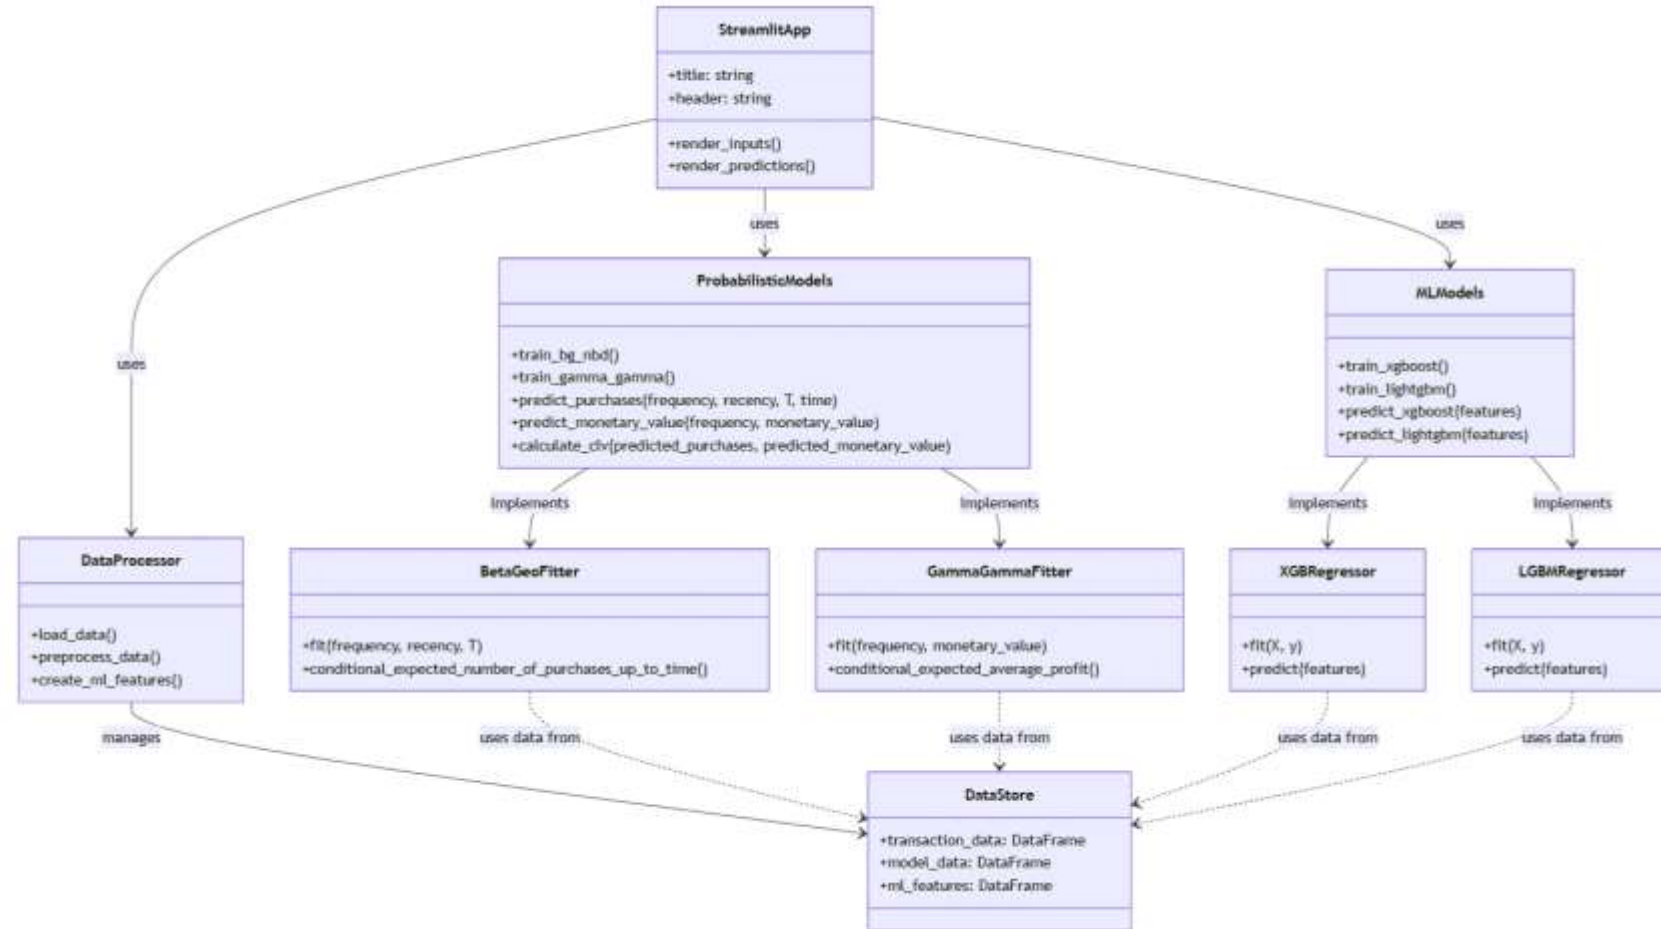 StreamlitApp
+title: string
+header: string
+render_inputs()
+render_predictions()
uses
uses
uses
ProbabilisticModels
+train_bg_nbd()
+train_gamma_gamma()
+predict_purchases(frequency, recency, T, time)
+predict_monetary_value(frequency, monetary_value)
+calculate_clv(predicted_purchases, predicted_monetary_value)
MLModels
+train_xgboost()
+train_lightgbm()
+predict_xgboost(features)
+predict_lightgbm(features)
implements
implements
implements
implements
DataProcessor
+load_data()
+preprocess_data()
+create_ml_features()
BetaGeoFitter
+fit(frequency, recency, T)
+conditional_expected_number_of_purchases_up_to_time()
GammaGammaFitter
+fit(frequency, monetary_value)
+conditional_expected_average_profit()
XGBRegressor
+fit(X, y)
+predict(features)
LGBMRegressor
+fit(X, y)
+predict(features)
manages
uses data from
uses data from
uses data from
uses data from
DataStore
+transaction_data: DataFrame
+model_data: DataFrame
+ml_features: DataFrame